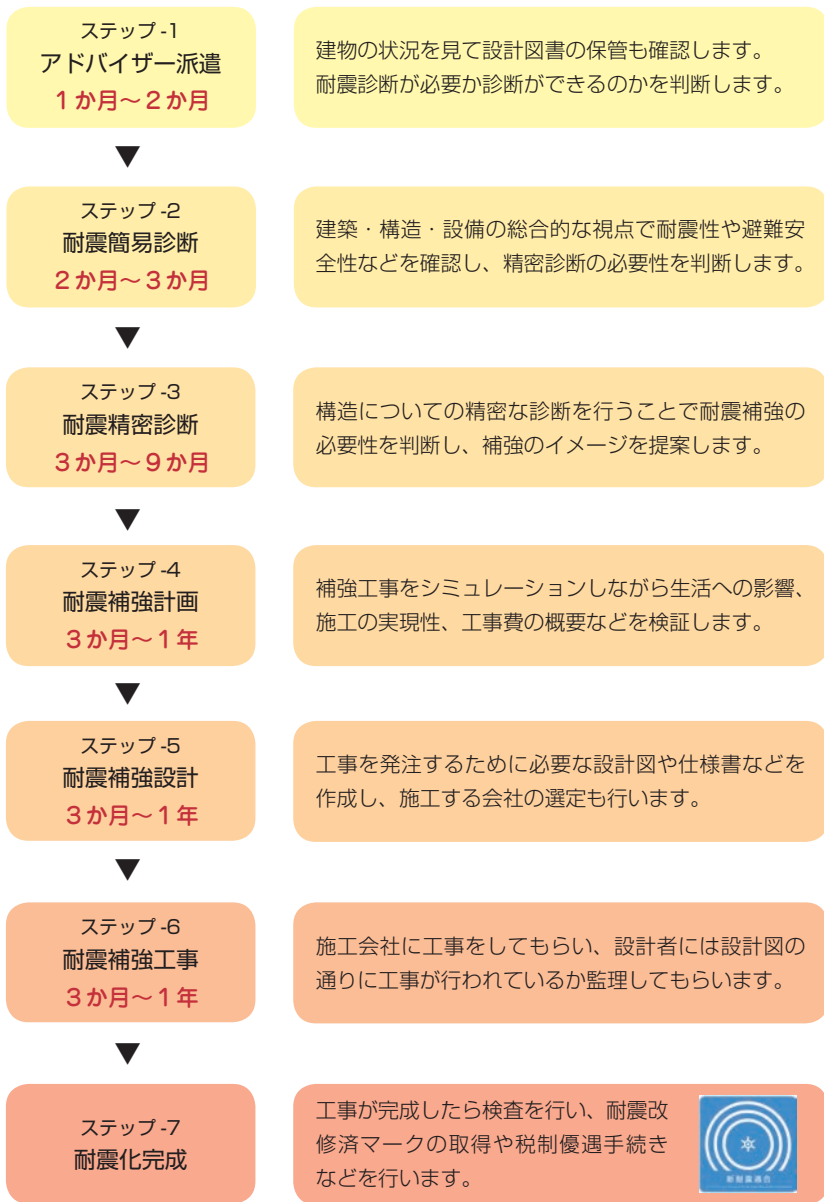 ステップ-1
アドバイザー派遣
1か月〜2か月
建物の状況を見て設計図書の保管も確認します。
耐震診断が必要か診断ができるのかを判断します。
ステップ-2
耐震簡易診断
2か月〜3か月
建築・構造・設備の総合的な視点で耐震性や避難安
全性などを確認し、精密診断の必要性を判断します。
ステップ-3
耐震精密診断
3か月〜9か月
構造についての精密な診断を行うことで耐震補強の
必要性を判断し、補強のイメージを提案します。
ステップ-4
耐震補強計画
3か月〜1年
補強工事をシミュレーションしながら生活への影響、
施工の実現性、工事費の概要などを検証します。
ステップ-5
耐震補強設計
3か月〜1年
工事を発注するために必要な設計図や仕様書などを
作成し、施工する会社の選定も行います。
ステップ-6
耐震補強工事
3か月〜1年
施工会社に工事をしてもらい、設計者には設計図の
通りに工事が行われているか監理してもらいます。
ステップ-7
耐震化完成
工事が完成したら検査を行い、耐震改
修済マークの取得や税制優遇手続き
などを行います。